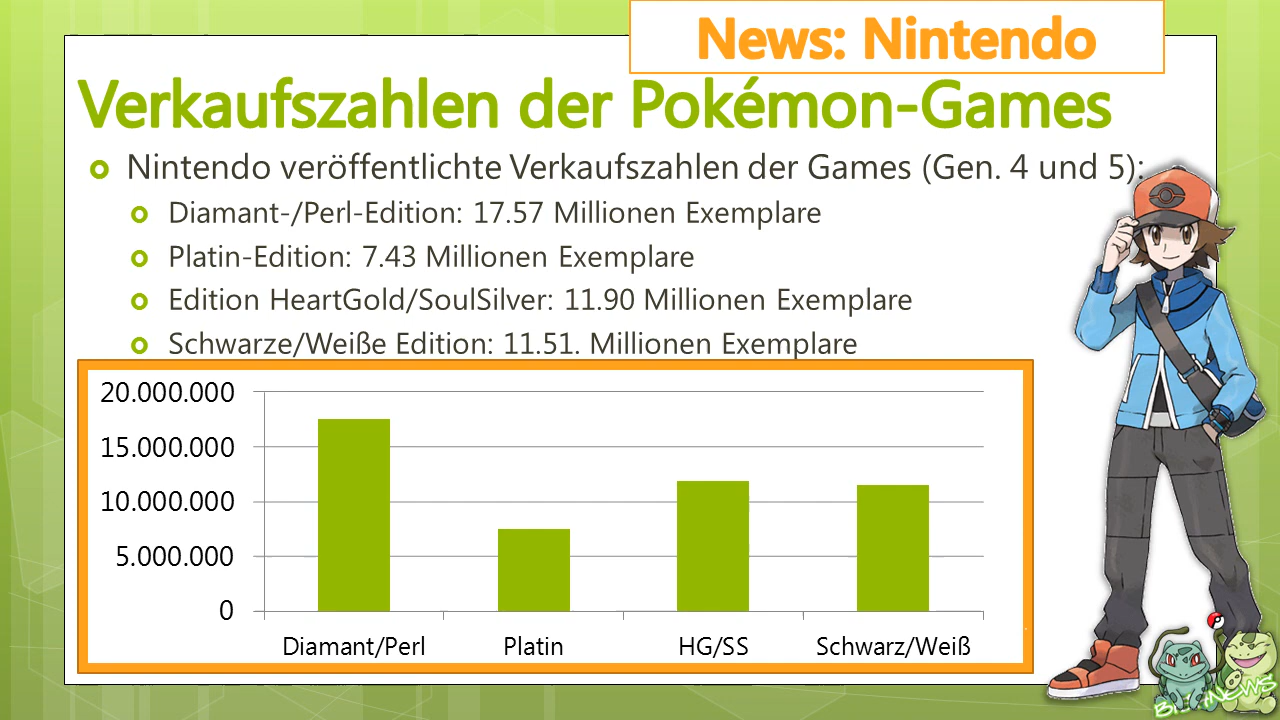 News: Nintendo
Verkaufszahlen der Pokémon-Games
Nintendo veröffentlichte Verkaufszahlen der Games (Gen. 4 und 5):
Diamant-/Perl-Edition: 17.57 Millionen Exemplare
Platin-Edition: 7.43 Millionen Exemplare
Edition HeartGold/SoulSilver: 11.90 Millionen Exemplare
Schwarze/Weiße Edition: 11.51. Millionen Exemplare
20.000.000
15.000.000
10.000.000
5.000.000
0
Diamant/Perl Platin HG/SS Schwarz/Weiß